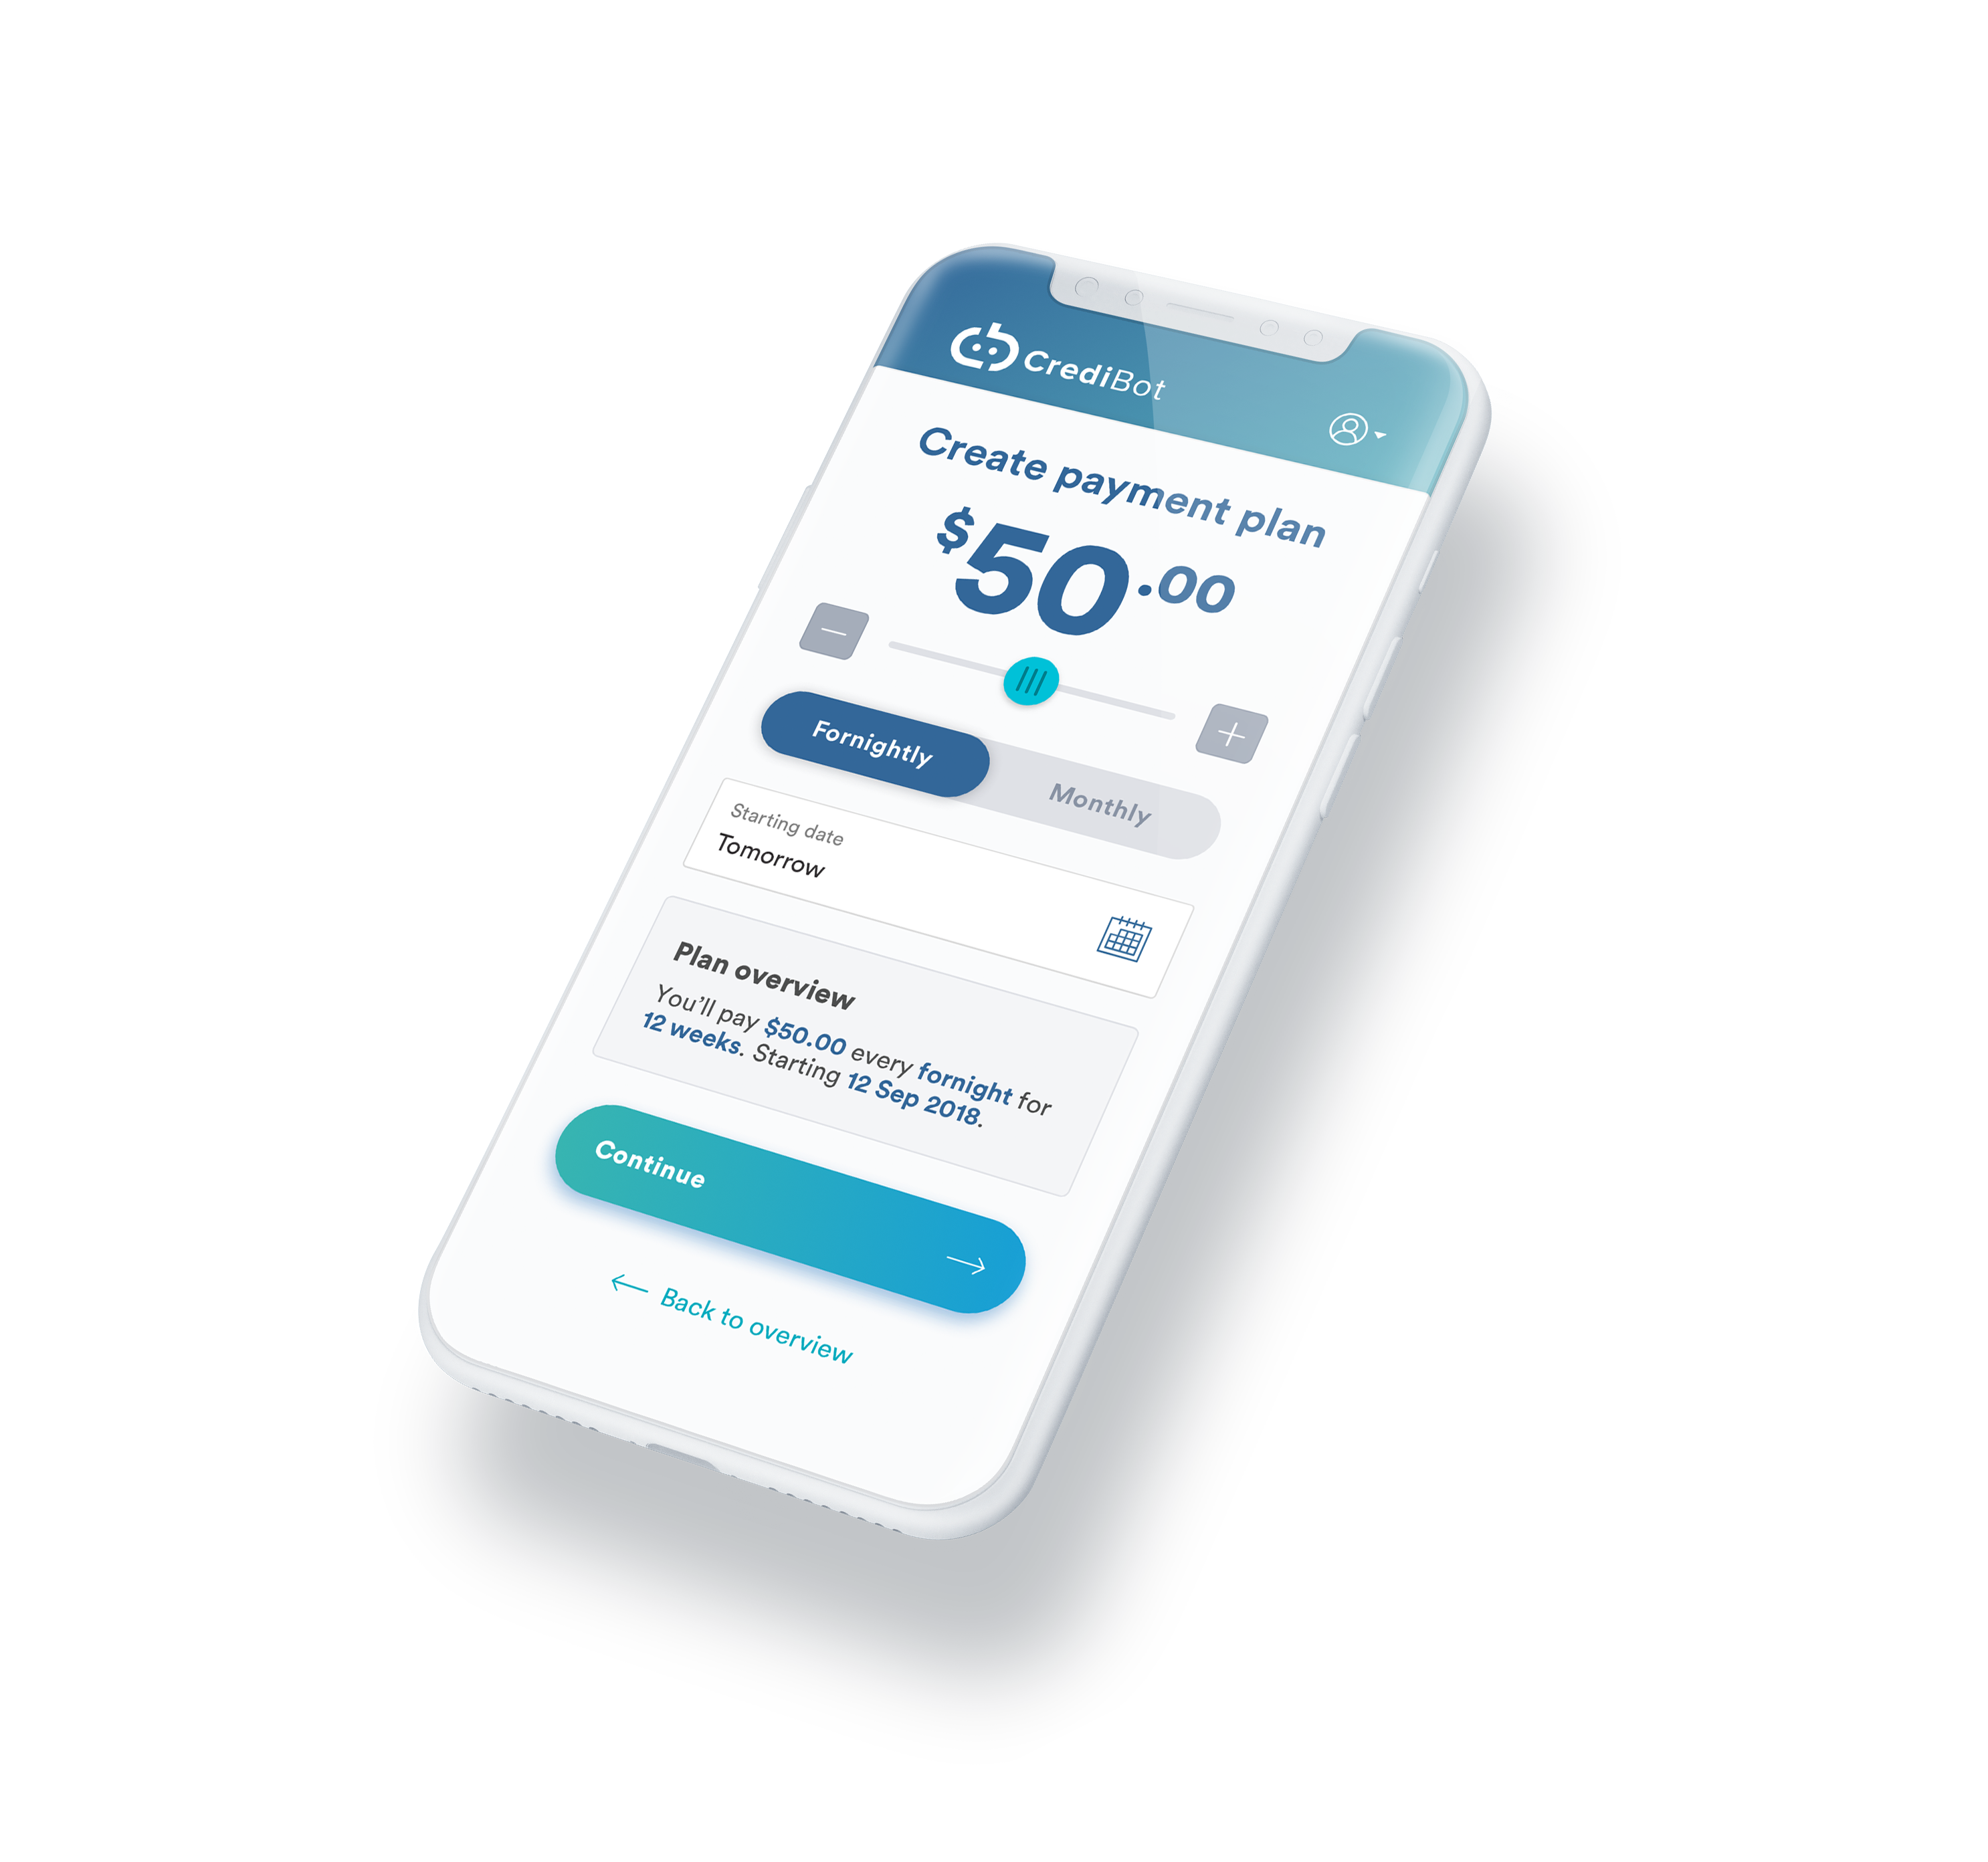 CrediBot
Create payment plan
$50.00
Fornightly
Monthly
Starting date
Tomorrow
Plan overview
You’ll pay $50.00 every fornight for
12 weeks. Starting 12 Sep 2018.
Continue
Back to overview